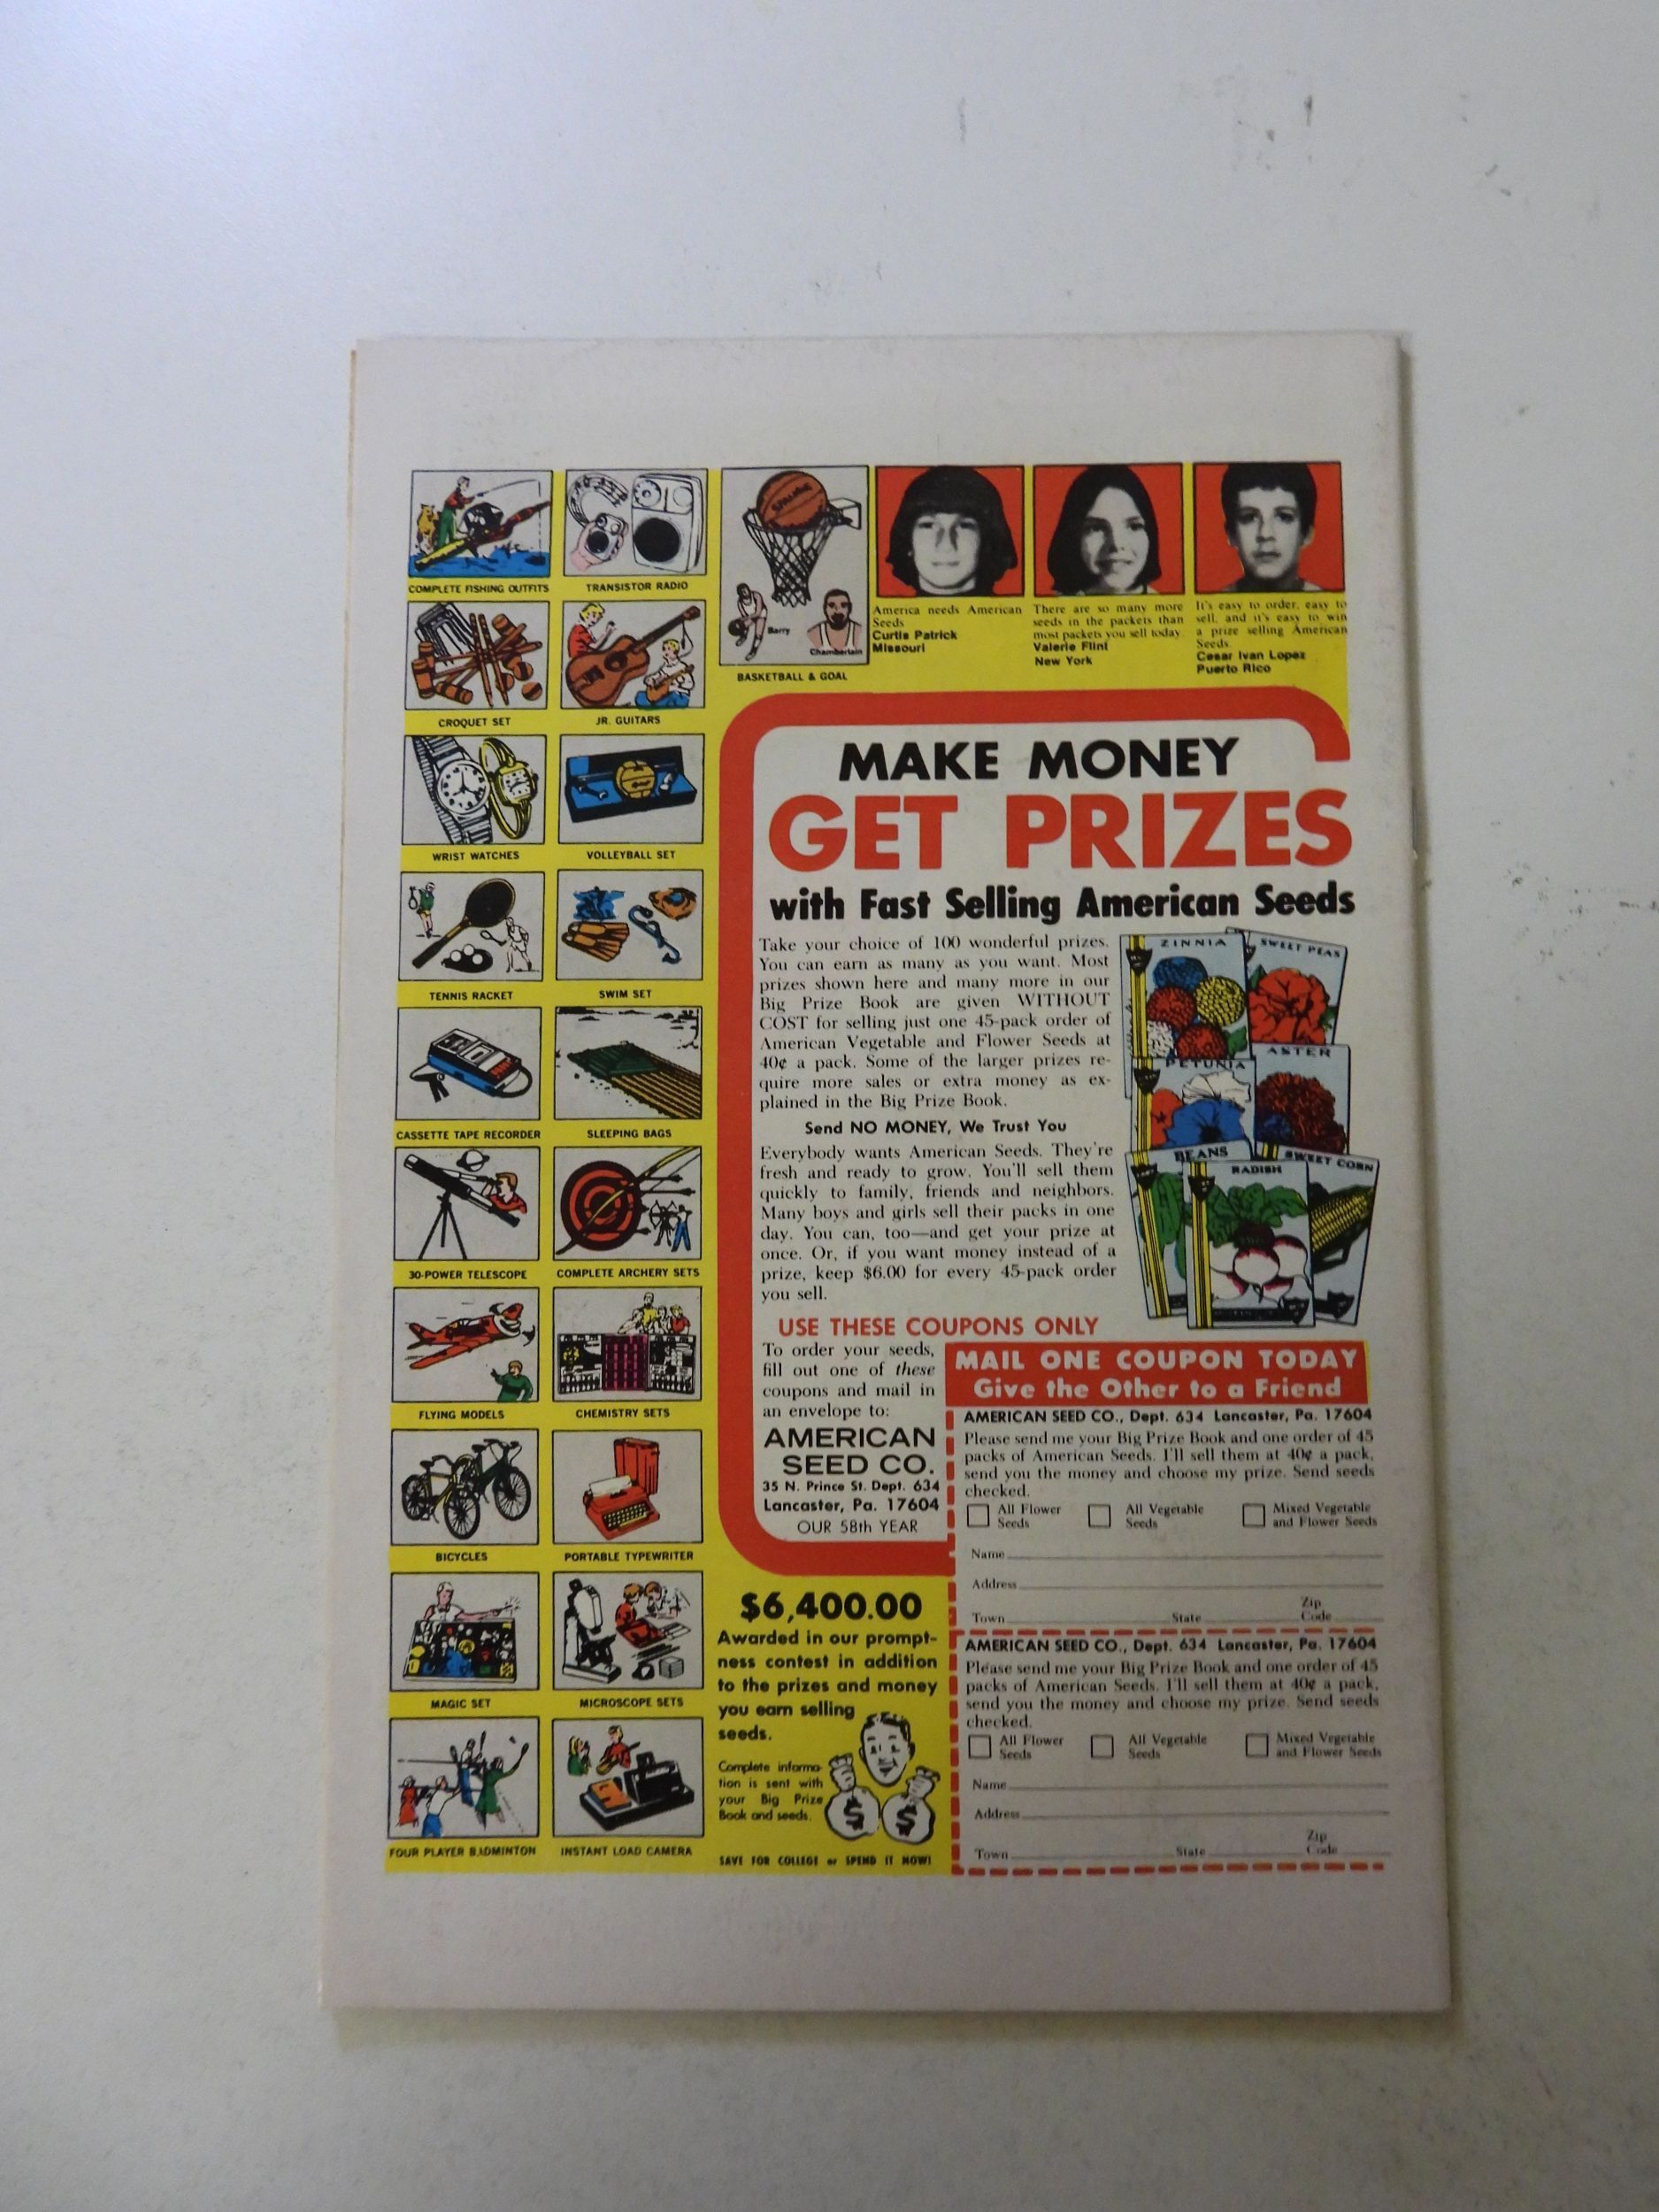 COMPLETE FISHING OUTFITS
TRANSISTOR RADIO
CROQUET SET
JR. GUITARS
WRIST WATCHES
VOLLEYBALL SET
TENNIS RACKET
SWIM SET
CASSETTE TAPE RECORDER
SLEEPING BAGS
30-POWER TELESCOPE
COMPLETE ARCHERY SETS
FLYING MODELS
CHEMISTRY SETS
BICYCLES
PORTABLE TYPEWRITER
MAGIC SET
MICROSCOPE SETS
FOUR PLAYER BADMINTON
INSTANT LOAD CAMERA
SPALDING
Barry
Chamberlain
BASKETBALL & GOAL
America needs American
Seeds
Curtis Patrick
Missouri
There are so many more
seeds in the packets than
most packets you sell today.
Valerie Flint
New York
It's easy to order, easy to
sell, and it's easy to win
a prize selling American
Seeds.
Cesar Ivan Lopez
Puerto Rico
MAKE MONEY
GET PRIZES
with Fast Selling American Seeds
Take your choice of 100 wonderful prizes.
You can earn as many as you want. Most
prizes shown here and many more in our
Big Prize Book are given WITHOUT
COST for selling just one 45-pack order of
American Vegetable and Flower Seeds at
40¢ a pack. Some of the larger prizes re-
quire more sales or extra money as ex-
plained in the Big Prize Book.
Send NO MONEY, We Trust You
Everybody wants American Seeds. They're
fresh and ready to grow. You'll sell them
quickly to family, friends and neighbors.
Many boys and girls sell their packs in one
day. You can, too—and get your prize at
once. Or, if you want money instead of a
prize, keep $6.00 for every 45-pack order
you sell.
ZINNIA
SWEET PEAS
PETUNIA
ASTER
BEANS
RADISH
SWEET CORN
USE THESE COUPONS ONLY
To order your seeds,
fill out one of these
coupons and mail in
an envelope to:
AMERICAN
SEED CO.
35 N. Prince St. Dept. 634
Lancaster, Pa. 17604
OUR 58th YEAR
$6,400.00
Awarded in our prompt-
ness contest in addition
to the prizes and money
you earn selling
seeds.
Complete informa-
tion is sent with
your Big Prize
Book and seeds.
$ $
SAVE FOR COLLEGE or SPEND IT NOW!
MAIL ONE COUPON TODAY
Give the Other to a Friend
AMERICAN SEED CO., Dept. 634 Lancaster, Pa. 17604
Please send me your Big Prize Book and one order of 45
packs of American Seeds. I'll sell them at 40¢ a pack,
send you the money and choose my prize. Send seeds
checked.
All Flower Seeds
All Vegetable Seeds
Mixed Vegetable and Flower Seeds
Name
Address
Town State Zip Code
AMERICAN SEED CO., Dept. 634 Lancaster, Pa. 17604
Please send me your Big Prize Book and one order of 45
packs of American Seeds. I'll sell them at 40¢ a pack,
send you the money and choose my prize. Send seeds
checked.
All Flower Seeds
All Vegetable Seeds
Mixed Vegetable and Flower Seeds
Name
Address
Town State Zip Code